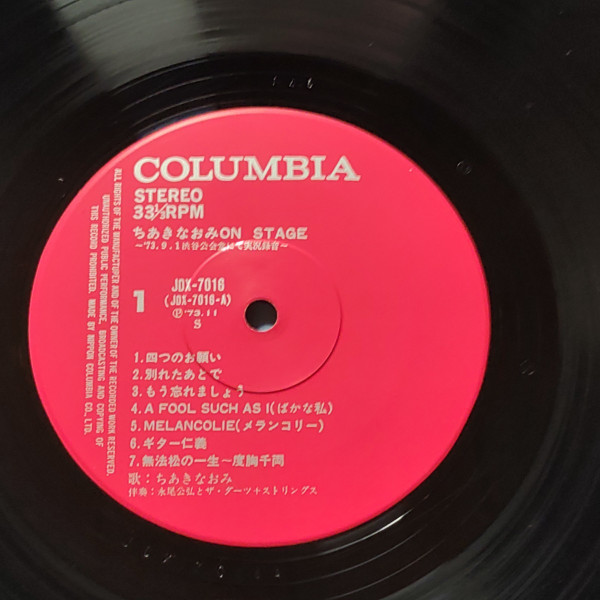 COLUMBIA
STEREO
33 1/3 RPM
ちあきなおみON STAGE
〜'73.9.1渋谷公会堂にて実況録音〜
1
JDX-7016
(JDX-7016-A)
Ⓟ'73.11
S
1.四つのお願い
2.別れたあとで
3.もう忘れましょう
4.A FOOL SUCH AS I(ばかな私)
5.MELANCOLIE(メランコリー)
6.ギター仁義
7.無法松の一生〜度胸千両
歌:ちあきなおみ
伴奏:永尾公弘とザ・ダーツ+ストリングス
ALL RIGHTS OF THE MANUFACTURER AND OF THE OWNER OF THE RECORDED WORK RESERVED.
UNAUTHORIZED PUBLIC PERFORMANCE, BROADCASTING AND COPYING OF
THIS RECORD PROHIBITED. MADE BY NIPPON COLUMBIA CO., LTD.